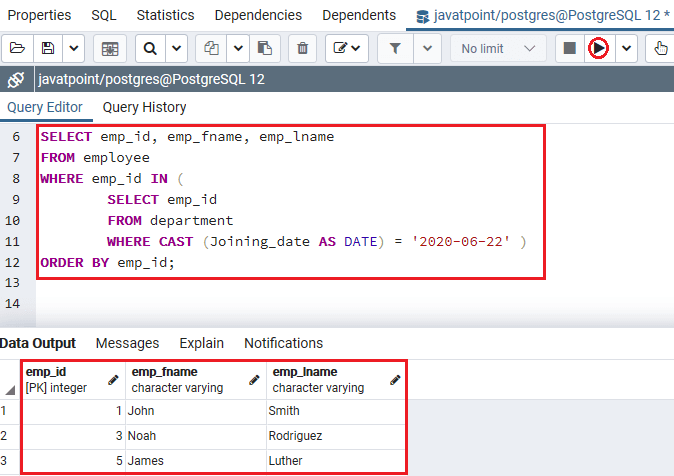 Properties SQL Statistics Dependencies Dependents javatpoint/postgres@PostgreSQL 12 *
No limit
javatpoint/postgres@PostgreSQL 12
Query Editor Query History
6 SELECT emp_id, emp_fname, emp_lname
7 FROM employee
8 WHERE emp_id IN (
9 SELECT emp_id
10 FROM department
11 WHERE CAST (Joining_date AS DATE) = '2020-06-22' )
12 ORDER BY emp_id;
13
14
Data Output Messages Explain Notifications
emp_id emp_fname emp_lname
[PK] integer character varying character varying
1 1 John Smith
2 3 Noah Rodriguez
3 5 James Luther